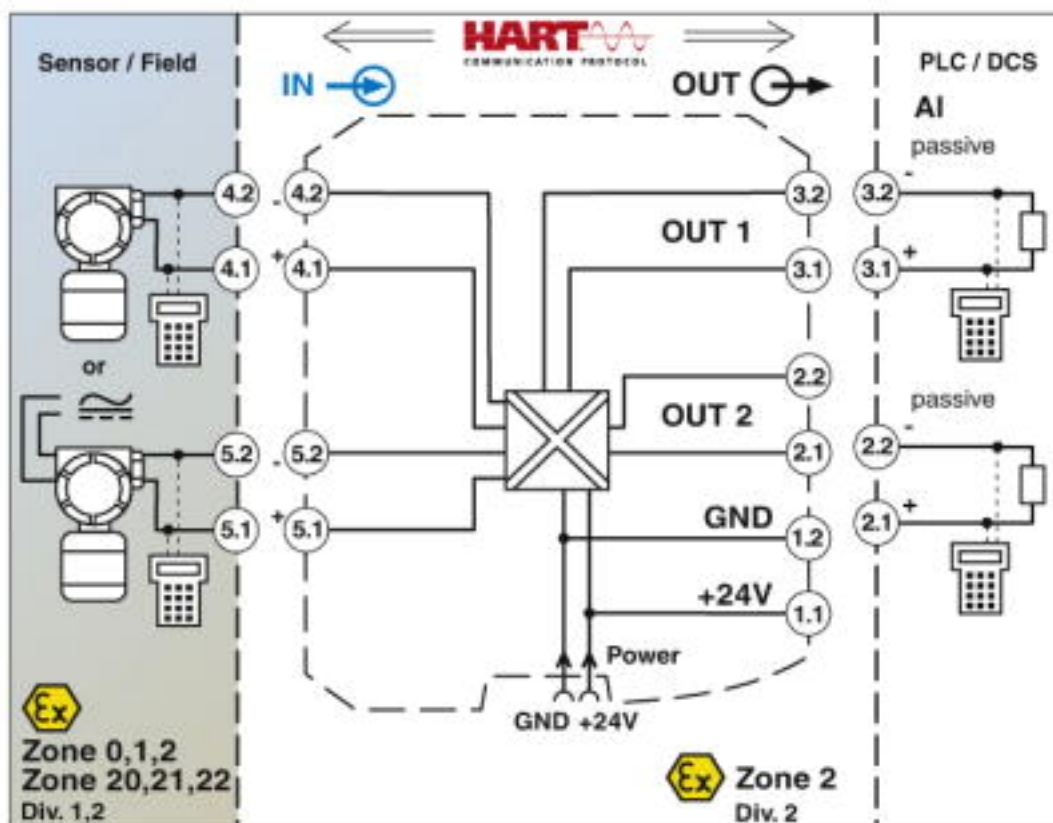 HART
COMMUNICATION PROTOCOL
Sensor / Field
IN
OUT
PLC / DCS
AI
passive
4.2
-
4.2
3.2
3.2
-
OUT 1
4.1
+
4.1
3.1
3.1
+
or
2.2
passive
OUT 2
5.2
-
5.2
2.1
2.2
-
GND
5.1
+
5.1
1.2
2.1
+
+24V
1.1
Power
GND +24V
Ex
Zone 0,1,2
Zone 20,21,22
Div. 1,2
Ex
Zone 2
Div. 2